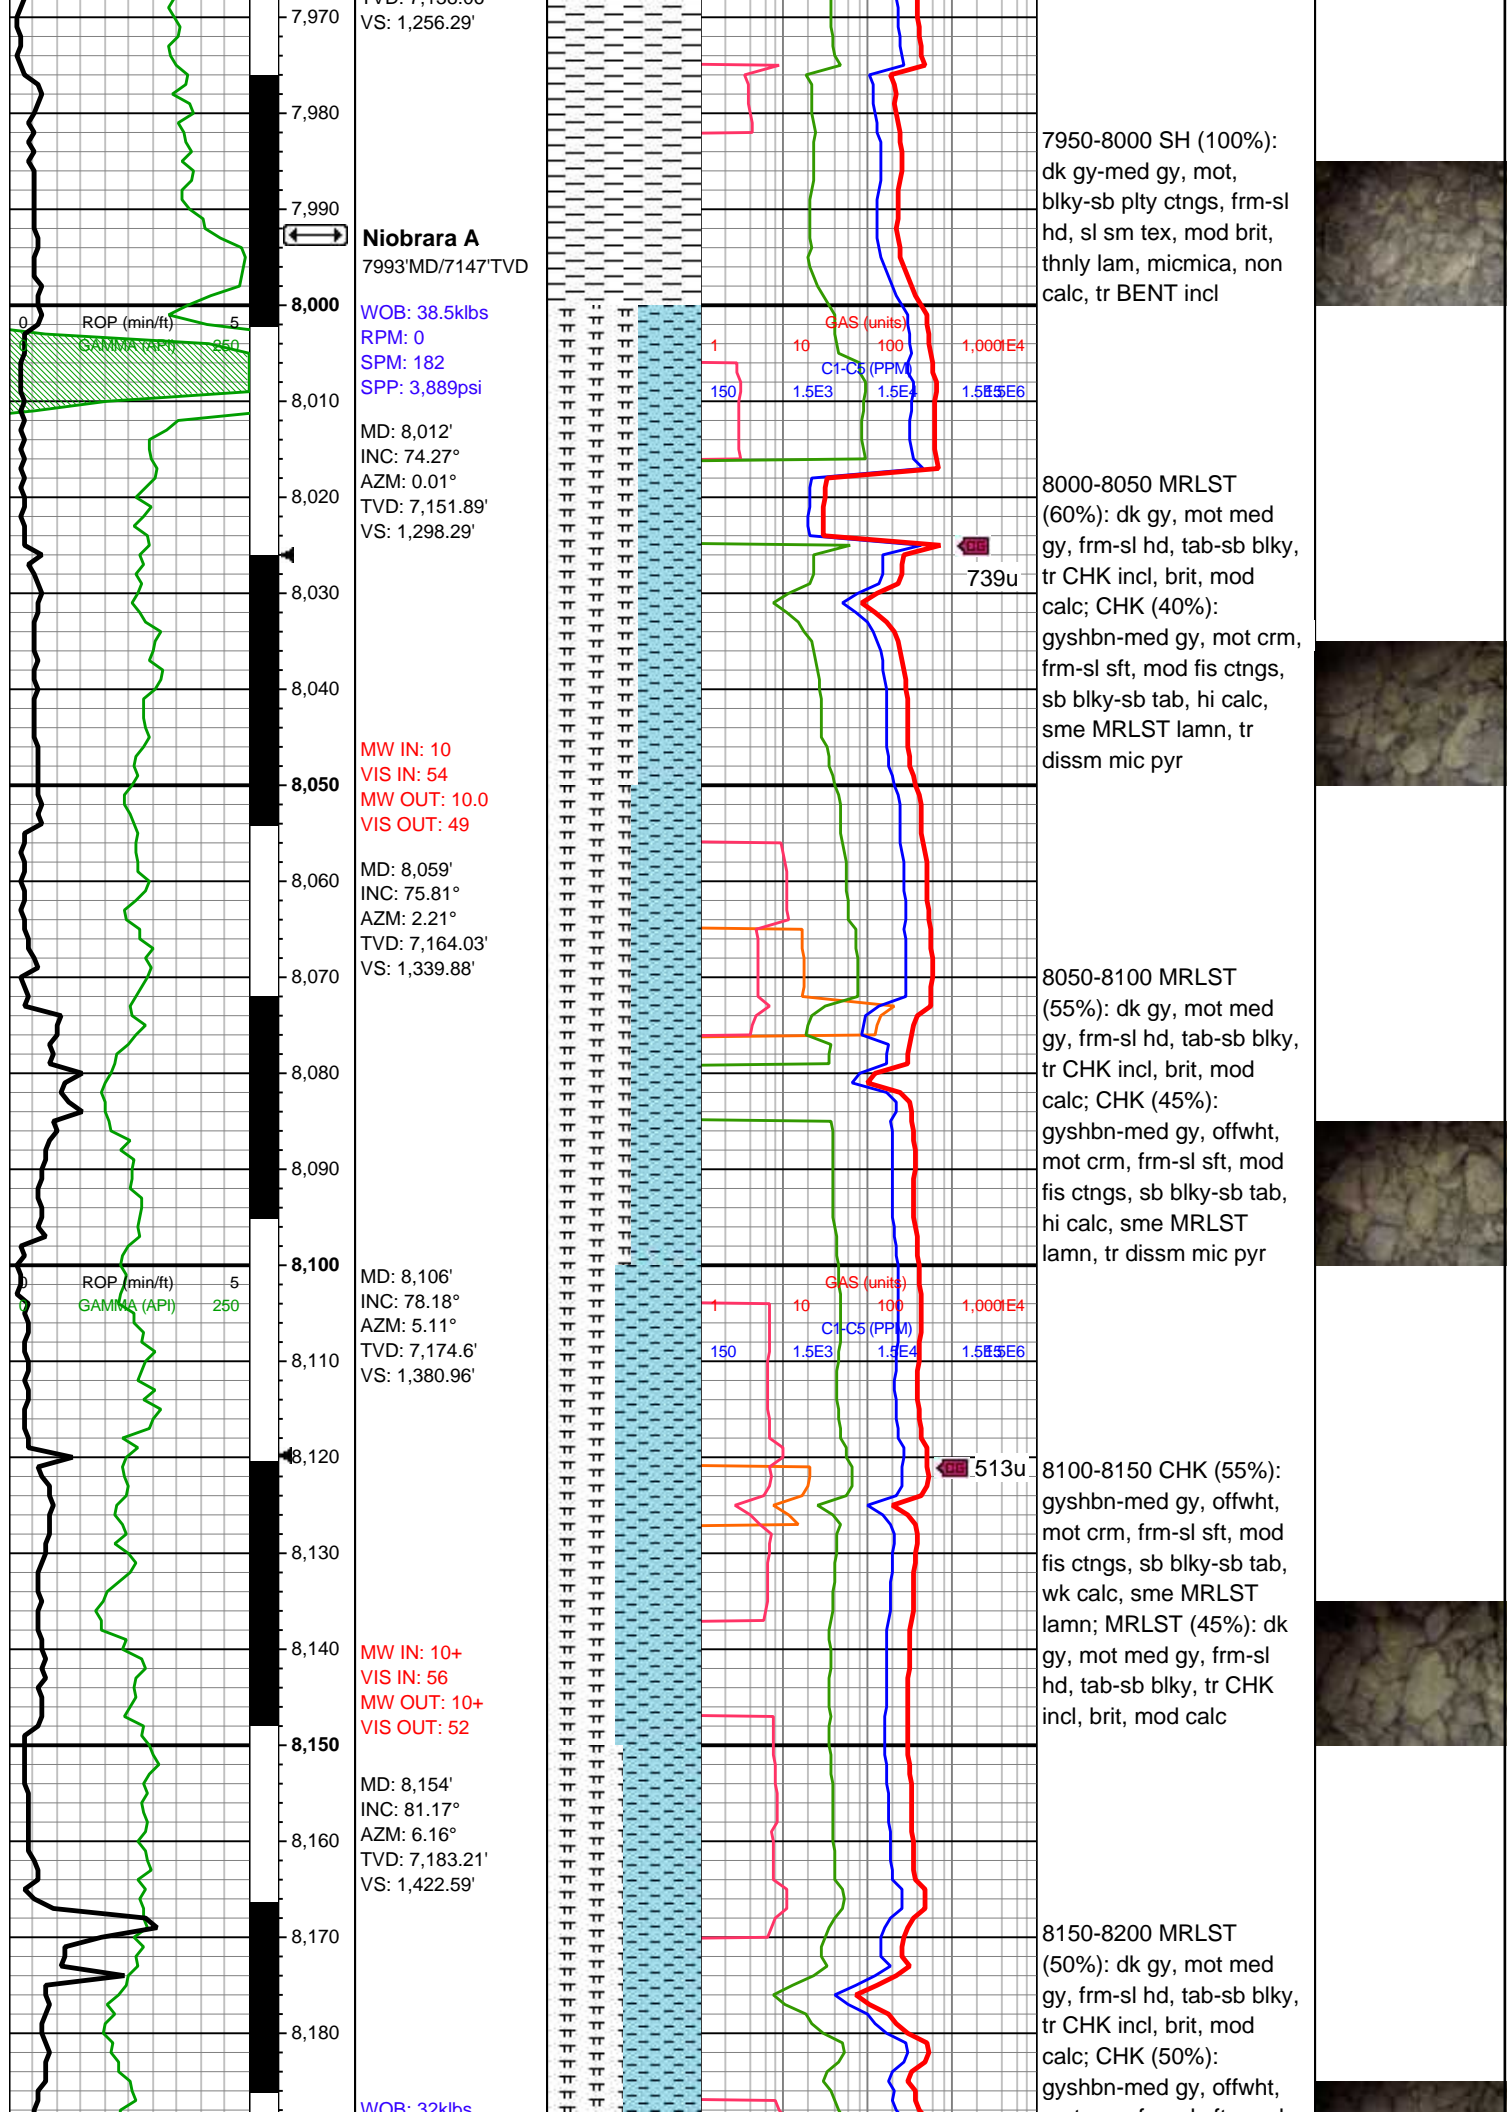 VS: 1,256.29'
7,970
7,980
7,990
8,000
8,010
8,020
8,030
8,040
8,050
8,060
8,070
8,080
8,090
8,100
8,110
8,120
8,130
8,140
8,150
8,160
8,170
8,180
0 ROP (min/ft) 5
GAMMA (API) 250
0 ROP (min/ft) 5
0 GAMMA (API) 250
Niobrara A
7993'MD/7147'TVD
WOB: 38.5klbs
RPM: 0
SPM: 182
SPP: 3,889psi
MD: 8,012'
INC: 74.27°
AZM: 0.01°
TVD: 7,151.89'
VS: 1,298.29'
MW IN: 10
VIS IN: 54
MW OUT: 10.0
VIS OUT: 49
MD: 8,059'
INC: 75.81°
AZM: 2.21°
TVD: 7,164.03'
VS: 1,339.88'
MD: 8,106'
INC: 78.18°
AZM: 5.11°
TVD: 7,174.6'
VS: 1,380.96'
MW IN: 10+
VIS IN: 56
MW OUT: 10+
VIS OUT: 52
MD: 8,154'
INC: 81.17°
AZM: 6.16°
TVD: 7,183.21'
VS: 1,422.59'
WOB: 32klbs
GAS (units)
1 10 100 1,000 1E4
C1-C5 (PPM)
150 1.5E3 1.5E4 1.5E5 1.5E6
CG
739u
GAS (units)
1 10 100 1,000 1E4
C1-C5 (PPM)
150 1.5E3 1.5E4 1.5E5 1.5E6
CG 513u
7950-8000 SH (100%):
dk gy-med gy, mot,
blky-sb plty ctngs, frm-sl
hd, sl sm tex, mod brit,
thnly lam, micmica, non
calc, tr BENT incl
8000-8050 MRLST
(60%): dk gy, mot med
gy, frm-sl hd, tab-sb blky,
tr CHK incl, brit, mod
calc; CHK (40%):
gyshbn-med gy, mot crm,
frm-sl sft, mod fis ctngs,
sb blky-sb tab, hi calc,
sme MRLST lamn, tr
dissm mic pyr
8050-8100 MRLST
(55%): dk gy, mot med
gy, frm-sl hd, tab-sb blky,
tr CHK incl, brit, mod
calc; CHK (45%):
gyshbn-med gy, offwht,
mot crm, frm-sl sft, mod
fis ctngs, sb blky-sb tab,
hi calc, sme MRLST
lamn, tr dissm mic pyr
8100-8150 CHK (55%):
gyshbn-med gy, offwht,
mot crm, frm-sl sft, mod
fis ctngs, sb blky-sb tab,
wk calc, sme MRLST
lamn; MRLST (45%): dk
gy, mot med gy, frm-sl
hd, tab-sb blky, tr CHK
incl, brit, mod calc
8150-8200 MRLST
(50%): dk gy, mot med
gy, frm-sl hd, tab-sb blky,
tr CHK incl, brit, mod
calc; CHK (50%):
gyshbn-med gy, offwht,